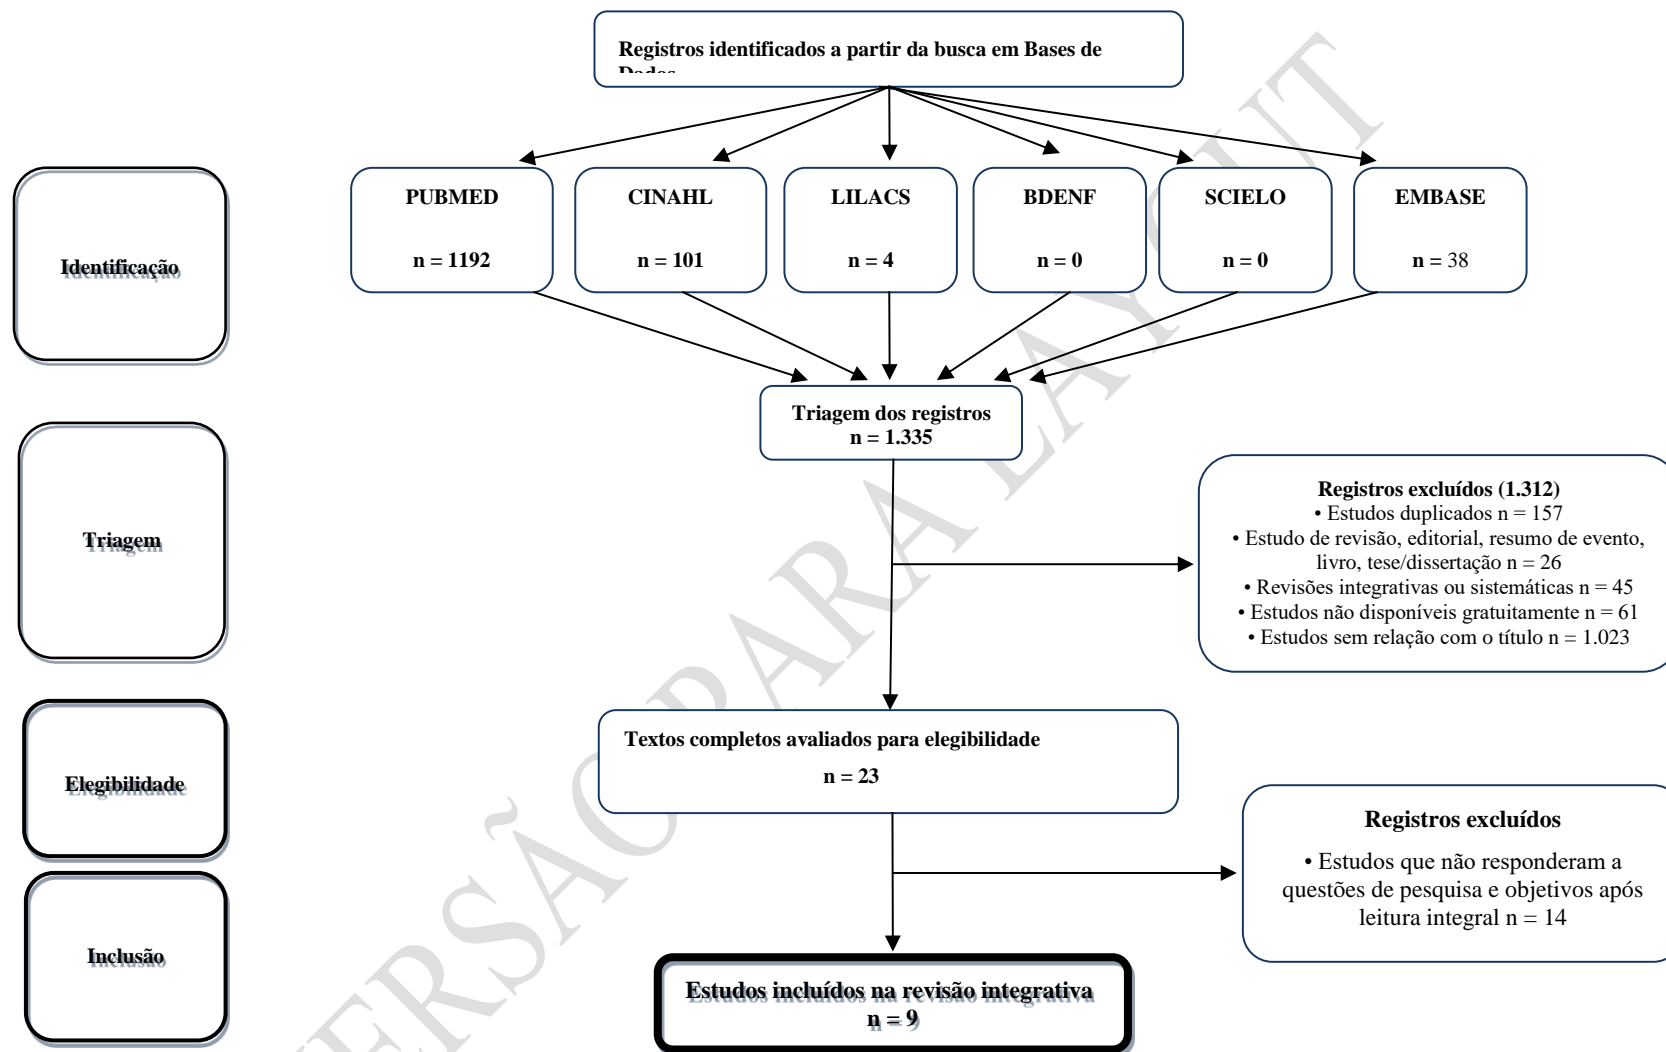 Registros identificados a partir da busca em Bases de
Dados
PUBMED
n = 1192
CINAHL
n = 101
LILACS
n = 4
BDENF
n = 0
SCIELO
n = 0
EMBASE
n = 38
Identificação
Triagem dos registros
n = 1.335
Triagem
Registros excluídos (1.312)
• Estudos duplicados n = 157
• Estudo de revisão, editorial, resumo de evento,
livro, tese/dissertação n = 26
• Revisões integrativas ou sistemáticas n = 45
• Estudos não disponíveis gratuitamente n = 61
• Estudos sem relação com o título n = 1.023
Elegibilidade
Textos completos avaliados para elegibilidade
n = 23
Registros excluídos
• Estudos que não responderam a
questões de pesquisa e objetivos após
leitura integral n = 14
Inclusão
Estudos incluídos na revisão integrativa
n = 9
ERSÃO PARA LAYOUT